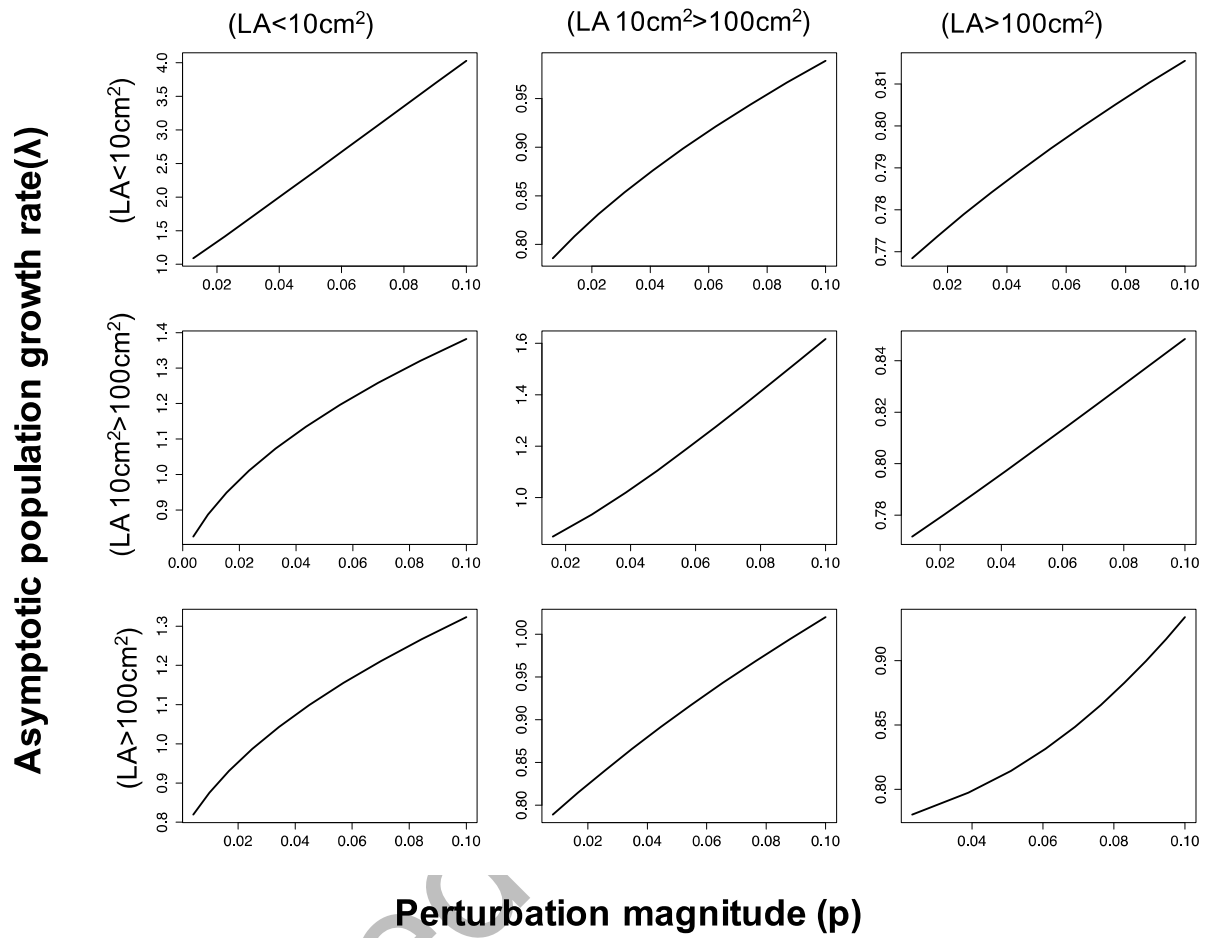 (LA<10cm²) (LA 10cm²>100cm²) (LA>100cm²)
Asymptotic population growth rate(λ)
(LA<10cm²)
4.0
3.5
3.0
2.5
2.0
1.5
1.0
0.02 0.04 0.06 0.08 0.10
0.95
0.90
0.85
0.80
0.02 0.04 0.06 0.08 0.10
0.81
0.80
0.79
0.78
0.77
0.02 0.04 0.06 0.08 0.10
(LA 10cm²>100cm²)
1.4
1.3
1.2
1.1
1.0
0.9
0.00 0.02 0.04 0.06 0.08 0.10
1.6
1.4
1.2
1.0
0.02 0.04 0.06 0.08 0.10
0.84
0.82
0.80
0.78
0.02 0.04 0.06 0.08 0.10
(LA>100cm²)
1.3
1.2
1.1
1.0
0.9
0.8
0.02 0.04 0.06 0.08 0.10
1.00
0.95
0.90
0.85
0.80
0.02 0.04 0.06 0.08 0.10
0.90
0.85
0.80
0.04 0.06 0.08 0.10
Perturbation magnitude (p)